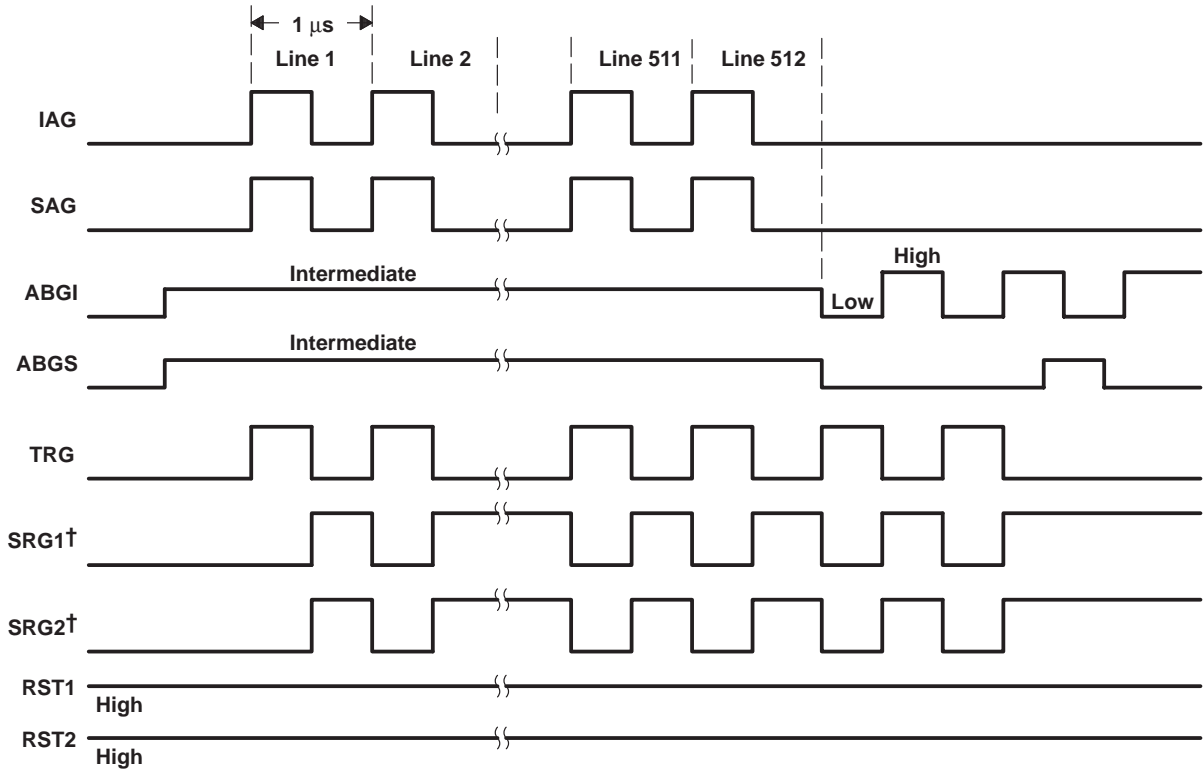 1 μs
Line 1
Line 2
Line 511
Line 512
IAG
SAG
High
Intermediate
ABGI
Low
Intermediate
ABGS
TRG
SRG1†
SRG2†
RST1
High
RST2
High